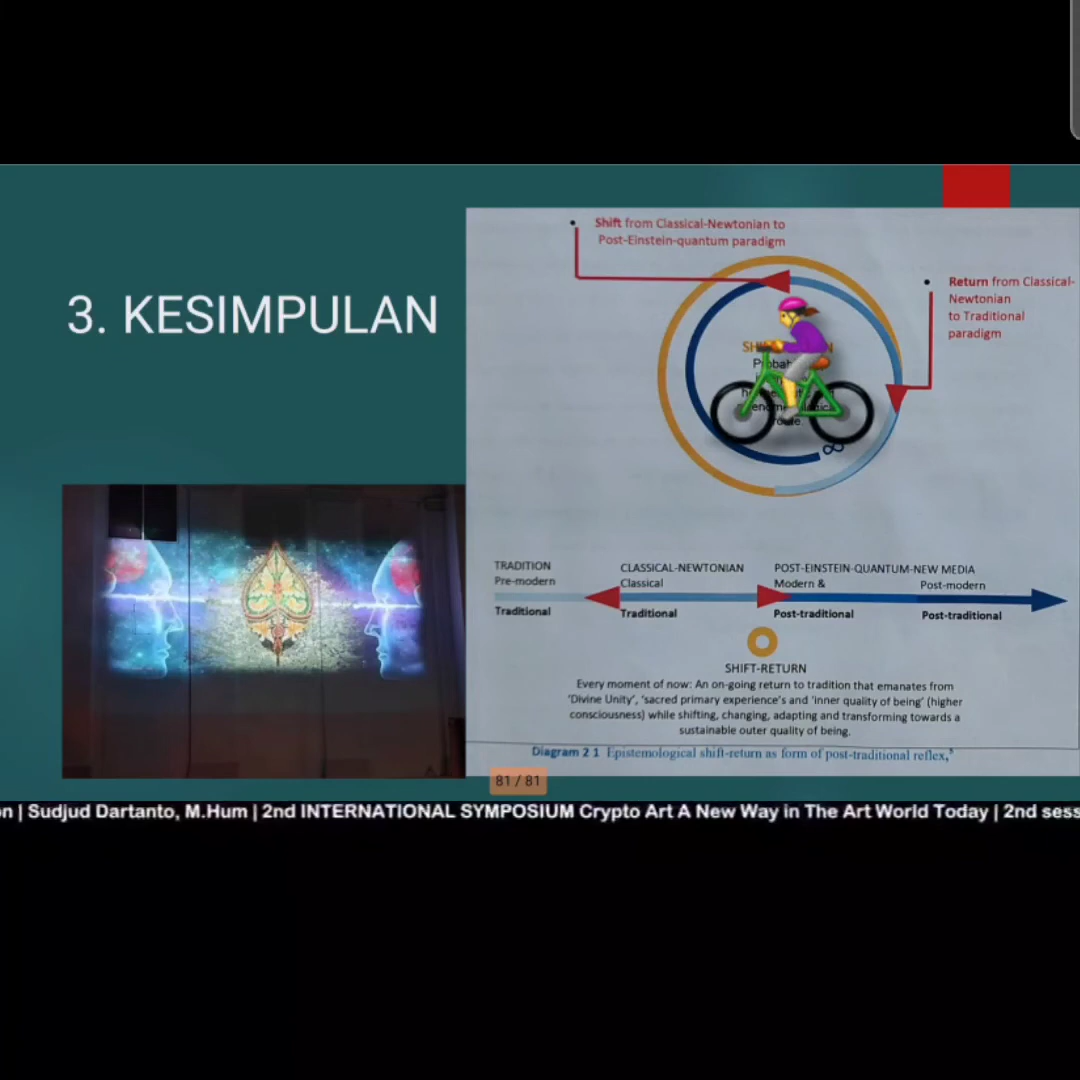 3. KESIMPULAN
• Shift from Classical-Newtonian to
Post-Einstein-quantum paradigm
• Return from Classical-
Newtonian
to Traditional
paradigm
∞
TRADITION
Pre-modern
Traditional
CLASSICAL-NEWTONIAN
Classical
Traditional
POST-EINSTEIN-QUANTUM-NEW MEDIA
Modern & Post-modern
Post-traditional Post-traditional
SHIFT-RETURN
Every moment of now: An on-going return to tradition that emanates from
'Divine Unity', 'sacred primary experience's and 'inner quality of being' (higher
consciousness) while shifting, changing, adapting and transforming towards a
sustainable outer quality of being.
Diagram 2 1 Epistemological shift-return as form of post-traditional reflex,
81 / 81
| Sudjud Dartanto, M.Hum | 2nd INTERNATIONAL SYMPOSIUM Crypto Art A New Way in The Art World Today | 2nd